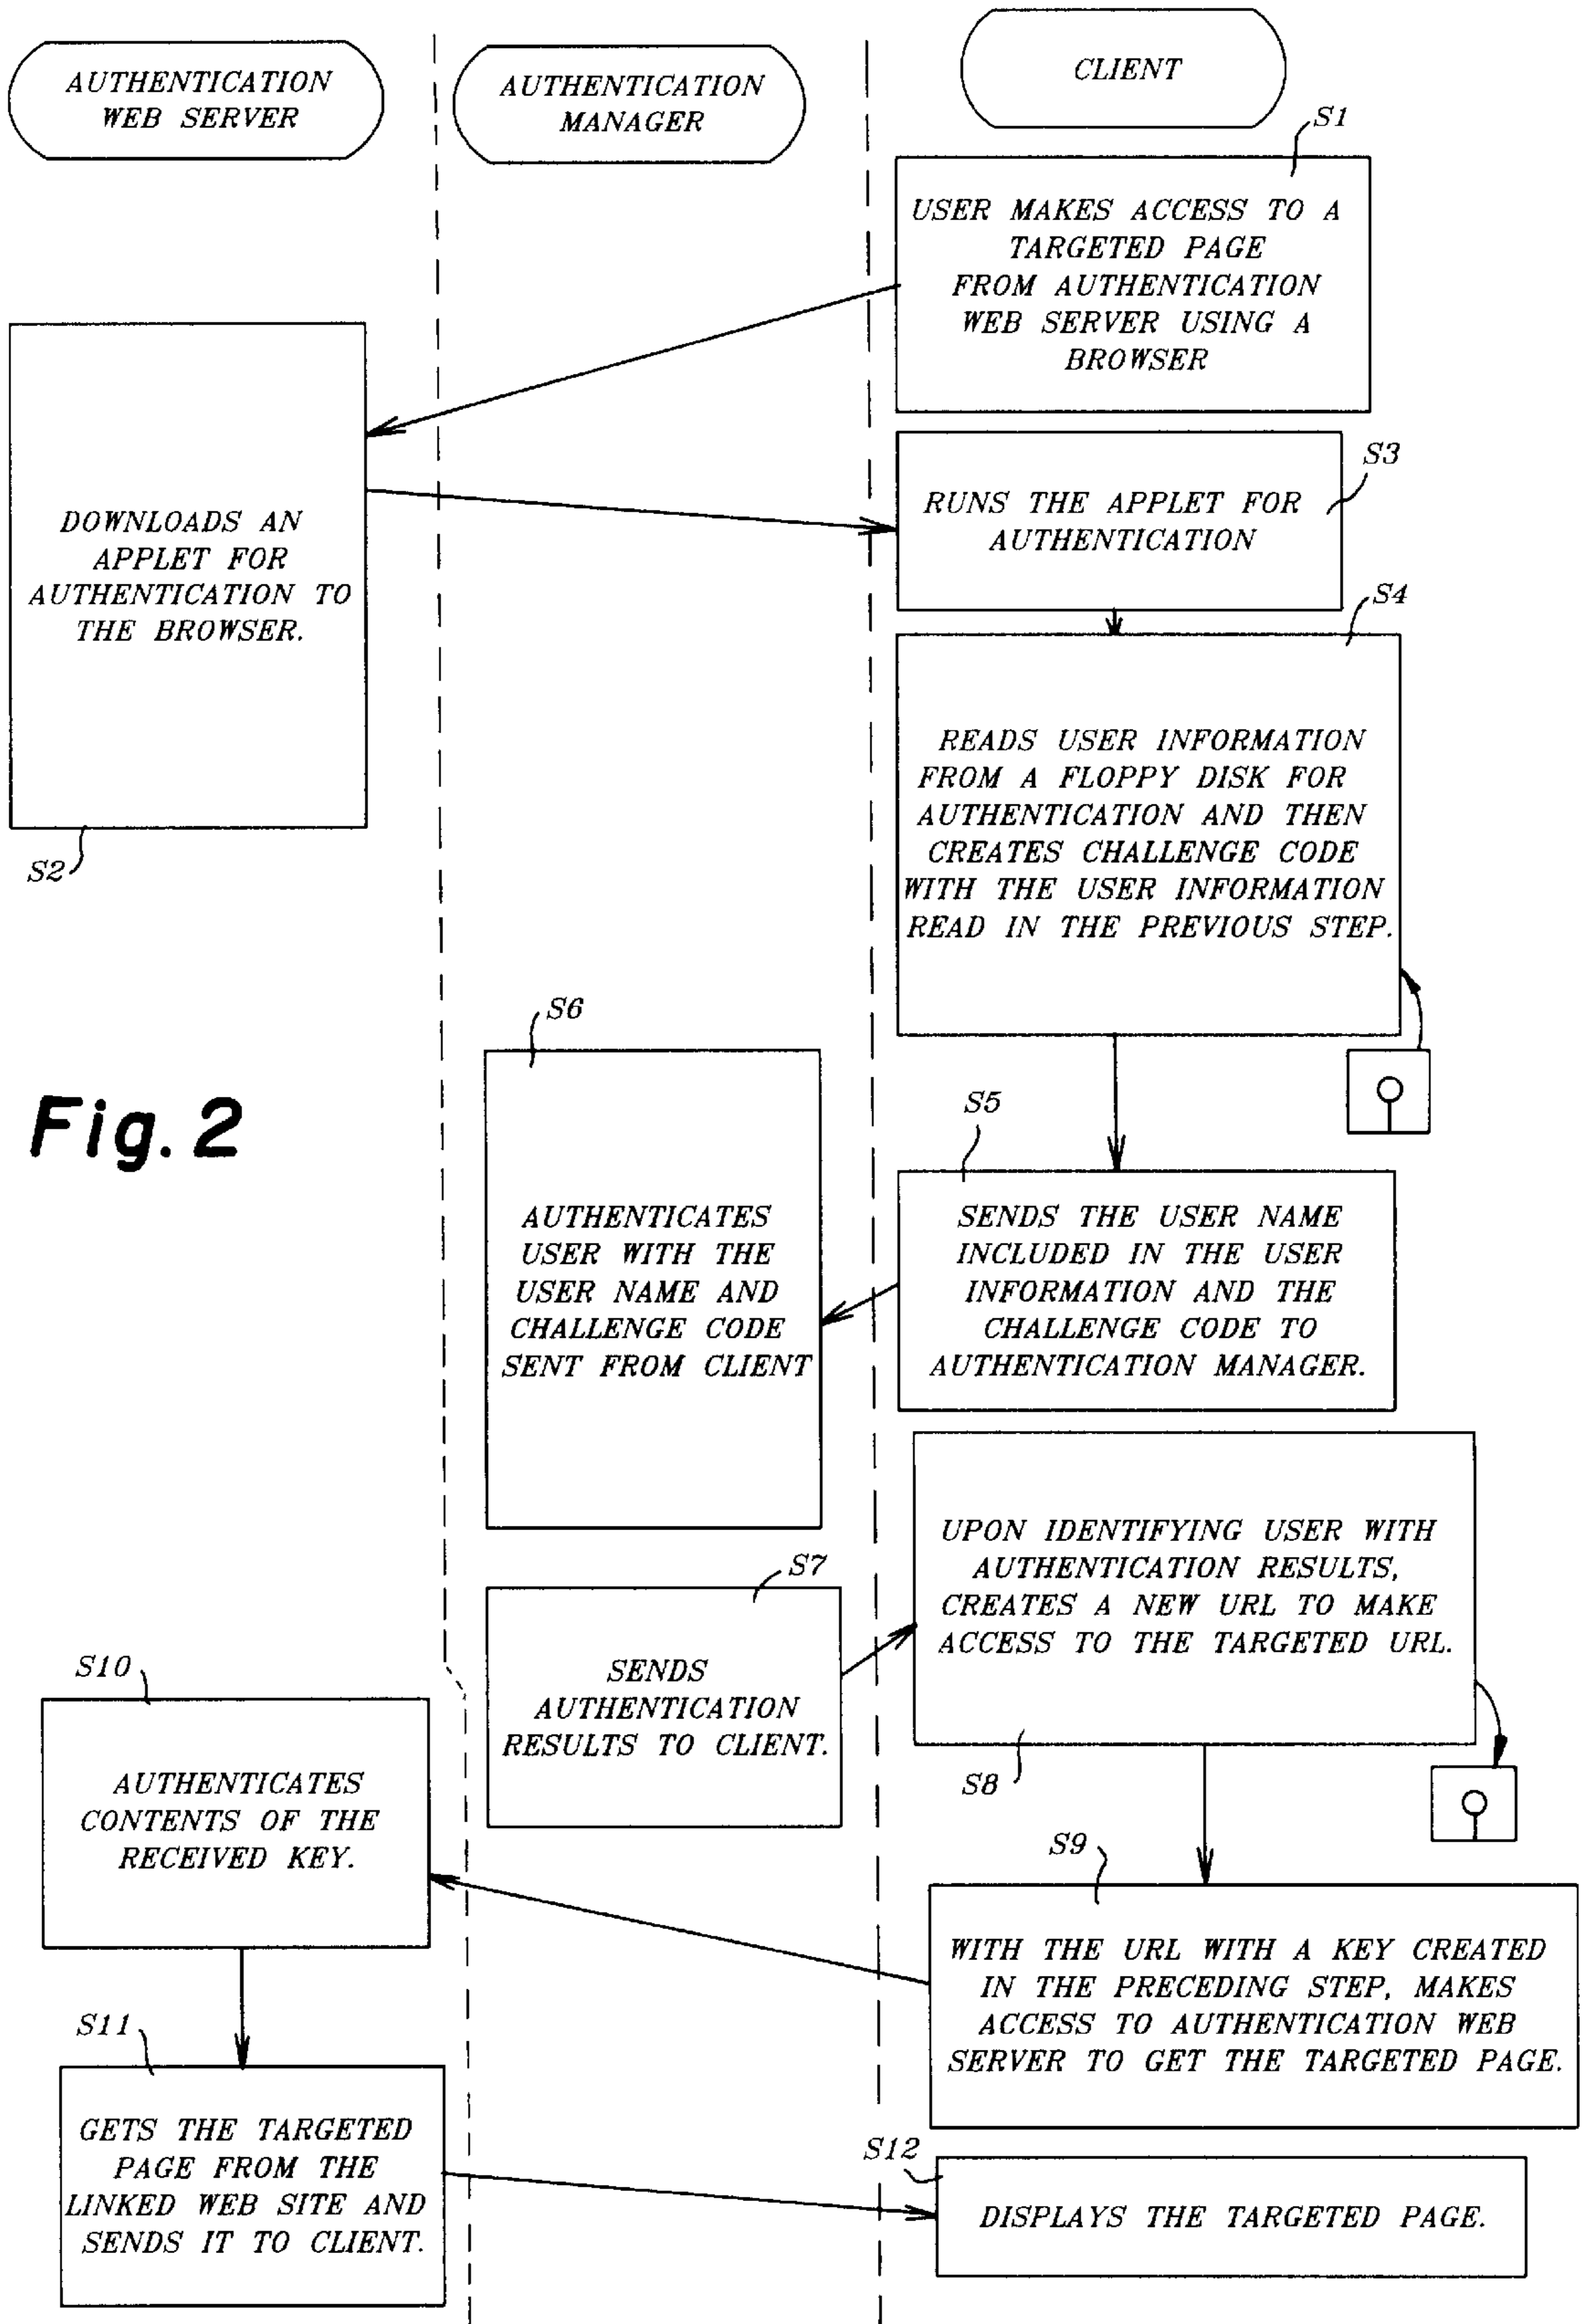 AUTHENTICATION
WEB SERVER
AUTHENTICATION
MANAGER
CLIENT
S1
USER MAKES ACCESS TO A
TARGETED PAGE
FROM AUTHENTICATION
WEB SERVER USING A
BROWSER
DOWNLOADS AN
APPLET FOR
AUTHENTICATION TO
THE BROWSER.
S2
S3
RUNS THE APPLET FOR
AUTHENTICATION
S4
READS USER INFORMATION
FROM A FLOPPY DISK FOR
AUTHENTICATION AND THEN
CREATES CHALLENGE CODE
WITH THE USER INFORMATION
READ IN THE PREVIOUS STEP.
Fig. 2
S5
SENDS THE USER NAME
INCLUDED IN THE USER
INFORMATION AND THE
CHALLENGE CODE TO
AUTHENTICATION MANAGER.
S6
AUTHENTICATES
USER WITH THE
USER NAME AND
CHALLENGE CODE
SENT FROM CLIENT
S7
SENDS
AUTHENTICATION
RESULTS TO CLIENT.
UPON IDENTIFYING USER WITH
AUTHENTICATION RESULTS,
CREATES A NEW URL TO MAKE
ACCESS TO THE TARGETED URL.
S8
S9
WITH THE URL WITH A KEY CREATED
IN THE PRECEDING STEP, MAKES
ACCESS TO AUTHENTICATION WEB
SERVER TO GET THE TARGETED PAGE.
S10
AUTHENTICATES
CONTENTS OF THE
RECEIVED KEY.
S11
GETS THE TARGETED
PAGE FROM THE
LINKED WEB SITE AND
SENDS IT TO CLIENT.
S12
DISPLAYS THE TARGETED PAGE.